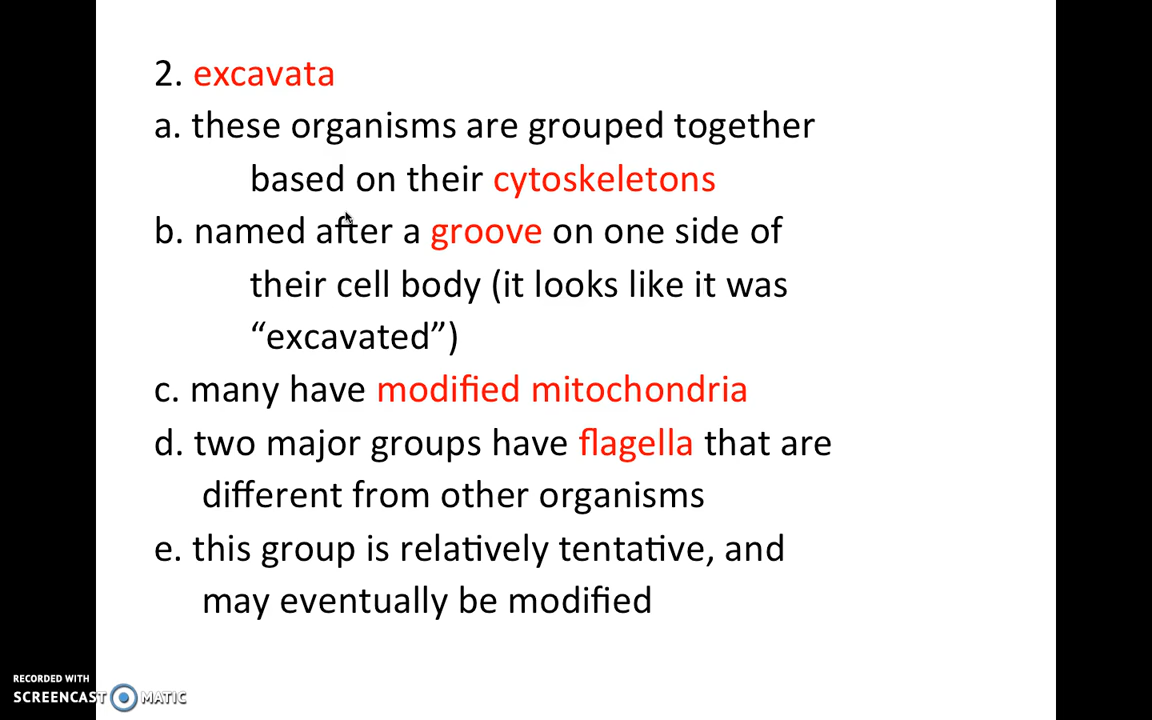 2. excavata
a. these organisms are grouped together
based on their cytoskeletons
b. named after a groove on one side of
their cell body (it looks like it was
“excavated”)
c. many have modified mitochondria
d. two major groups have flagella that are
different from other organisms
e. this group is relatively tentative, and
may eventually be modified
RECORDED WITH
SCREENCAST MATIC